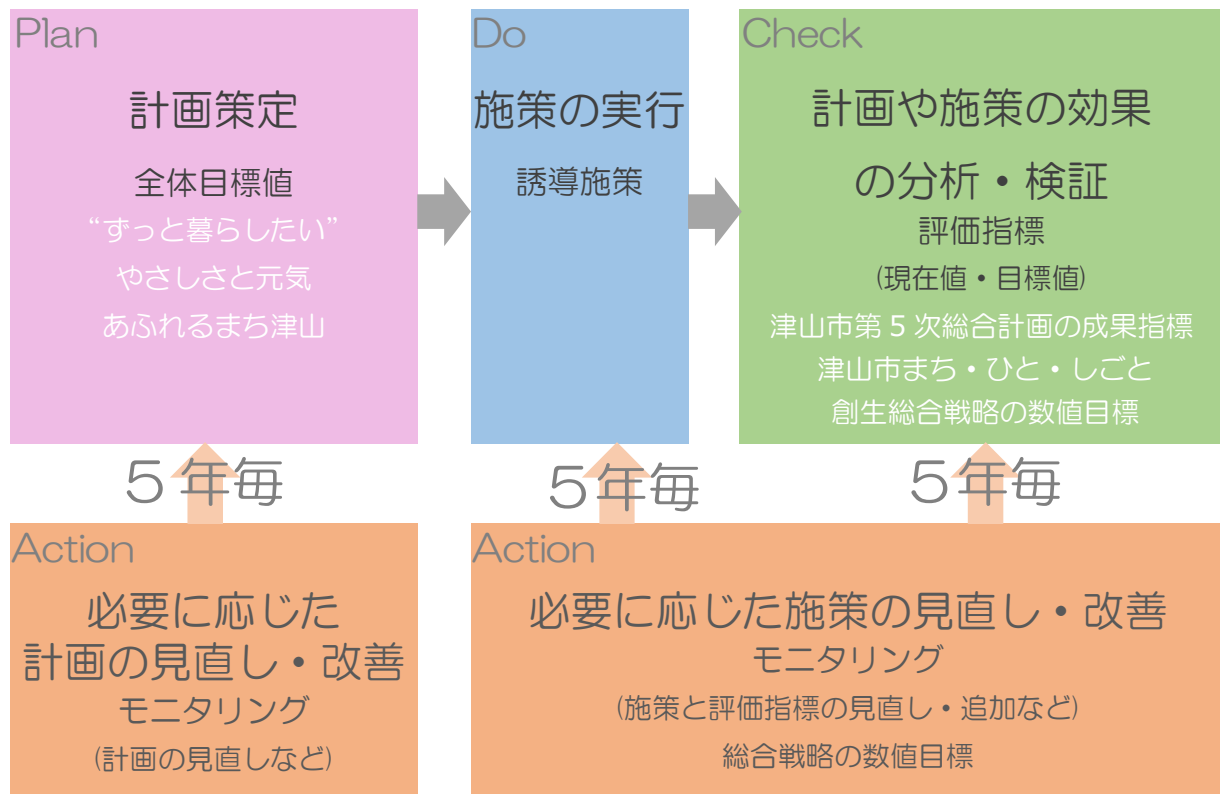 Plan
計画策定
全体目標値
“ずっと暮らしたい”
やさしさと元気
あふれるまち津山
Do
施策の実行
誘導施策
Check
計画や施策の効果
の分析・検証
評価指標
(現在値・目標値)
津山市第5次総合計画の成果指標
津山市まち・ひと・しごと
創生総合戦略の数値目標
5年毎
5年毎
5年毎
Action
必要に応じた
計画の見直し・改善
モニタリング
(計画の見直しなど)
Action
必要に応じた施策の見直し・改善
モニタリング
(施策と評価指標の見直し・追加など)
総合戦略の数値目標